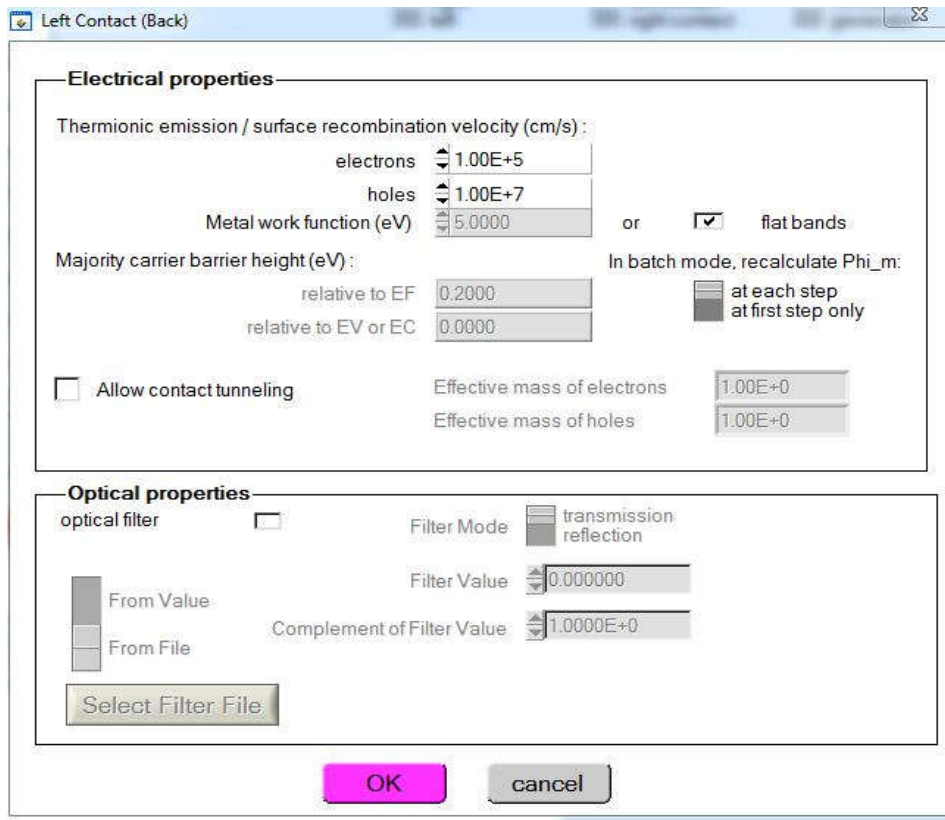 Left Contact (Back)
Electrical properties
Thermionic emission / surface recombination velocity (cm/s) :
electrons 1.00E+5
holes 1.00E+7
Metal work function (eV) 5.0000 or flat bands
Majority carrier barrier height (eV) : In batch mode, recalculate Phi_m:
relative to EF 0.2000 at each step
at first step only
relative to EV or EC 0.0000
Allow contact tunneling Effective mass of electrons 1.00E+0
Effective mass of holes 1.00E+0
Optical properties
optical filter Filter Mode transmission
reflection
Filter Value 0.000000
From Value
Complement of Filter Value 1.0000E+0
From File
Select Filter File
OK cancel